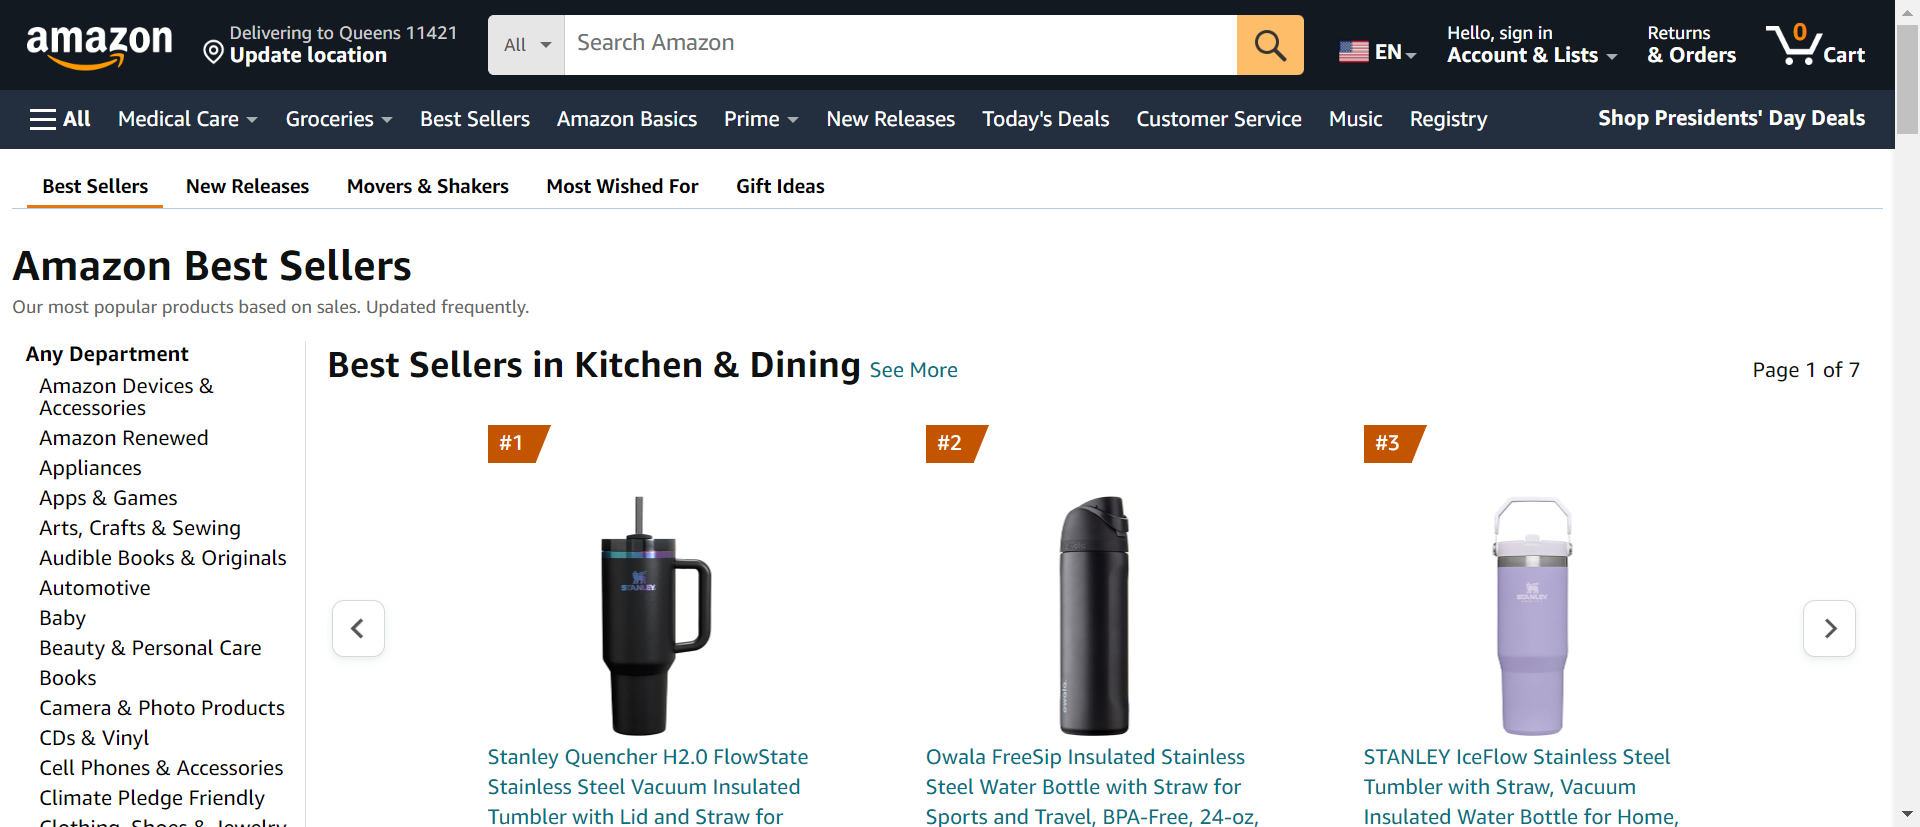 amazon
Delivering to Queens 11421
Update location
All
Search Amazon
EN
Hello, sign in
Account & Lists
Returns
& Orders
0
Cart
All
Medical Care
Groceries
Best Sellers
Amazon Basics
Prime
New Releases
Today's Deals
Customer Service
Music
Registry
Shop Presidents' Day Deals
Best Sellers
New Releases
Movers & Shakers
Most Wished For
Gift Ideas
Amazon Best Sellers
Our most popular products based on sales. Updated frequently.
Any Department
Amazon Devices &
Accessories
Amazon Renewed
Appliances
Apps & Games
Arts, Crafts & Sewing
Audible Books & Originals
Automotive
Baby
Beauty & Personal Care
Books
Camera & Photo Products
CDs & Vinyl
Cell Phones & Accessories
Climate Pledge Friendly
Clothing, Shoes & Jewelry
Best Sellers in Kitchen & Dining See More
Page 1 of 7
#1
STANLEY
Stanley Quencher H2.0 FlowState
Stainless Steel Vacuum Insulated
Tumbler with Lid and Straw for
#2
owala
Owala FreeSip Insulated Stainless
Steel Water Bottle with Straw for
Sports and Travel, BPA-Free, 24-oz,
#3
STANLEY
STANLEY IceFlow Stainless Steel
Tumbler with Straw, Vacuum
Insulated Water Bottle for Home,